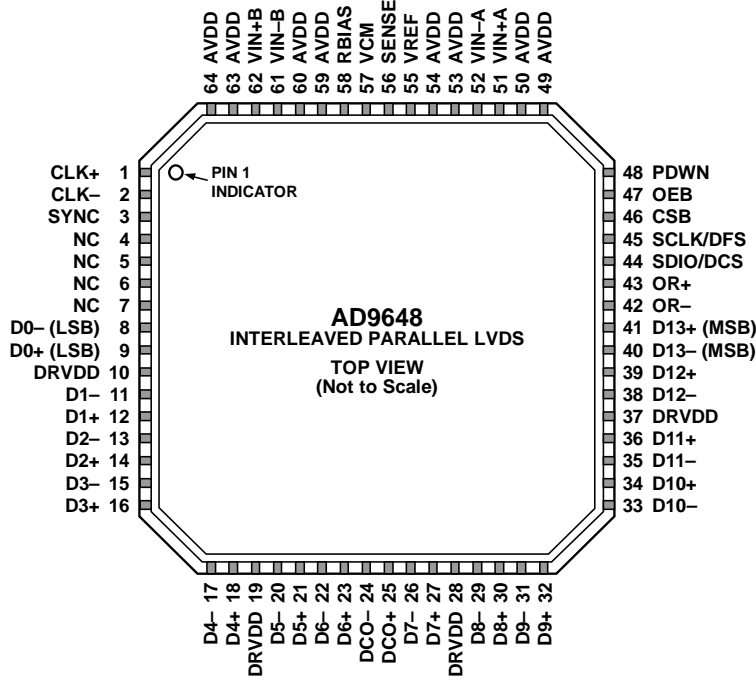 64 AVDD
63 AVDD
62 VIN+B
61 VIN–B
60 AVDD
59 AVDD
58 RBIAS
57 VCM
56 SENSE
55 VREF
54 AVDD
53 AVDD
52 VIN–A
51 VIN+A
50 AVDD
49 AVDD
CLK+ 1
CLK– 2
SYNC 3
NC 4
NC 5
NC 6
NC 7
D0– (LSB) 8
D0+ (LSB) 9
DRVDD 10
D1– 11
D1+ 12
D2– 13
D2+ 14
D3– 15
D3+ 16
PIN 1
INDICATOR
AD9648
INTERLEAVED PARALLEL LVDS
TOP VIEW
(Not to Scale)
48 PDWN
47 OEB
46 CSB
45 SCLK/DFS
44 SDIO/DCS
43 OR+
42 OR–
41 D13+ (MSB)
40 D13– (MSB)
39 D12+
38 D12–
37 DRVDD
36 D11+
35 D11–
34 D10+
33 D10–
D4– 17
D4+ 18
DRVDD 19
D5– 20
D5+ 21
D6– 22
D6+ 23
DCO– 24
DCO+ 25
D7– 26
D7+ 27
DRVDD 28
D8– 29
D8+ 30
D9– 31
D9+ 32